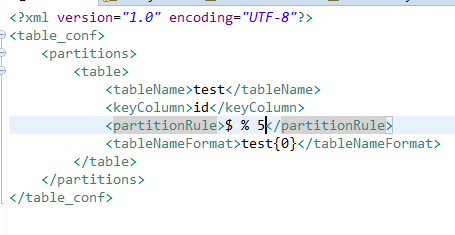 <?xml version="1.0" encoding="UTF-8"?>
<table_conf>
<partitions>
<table>
<tableName>test</tableName>
<keyColumn>id</keyColumn>
<partitionRule>$ % 5</partitionRule>
<tableNameFormat>test{0}</tableNameFormat>
</table>
</partitions>
</table_conf>